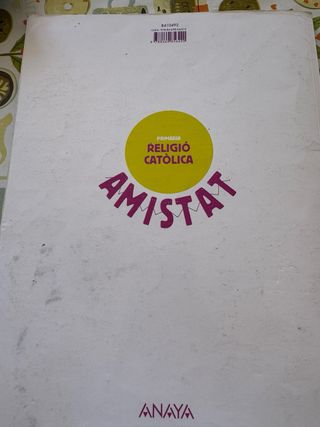 PRIMÀRIA
RELIGIÓ
CATÒLICA
AMISTAT
ANAYA